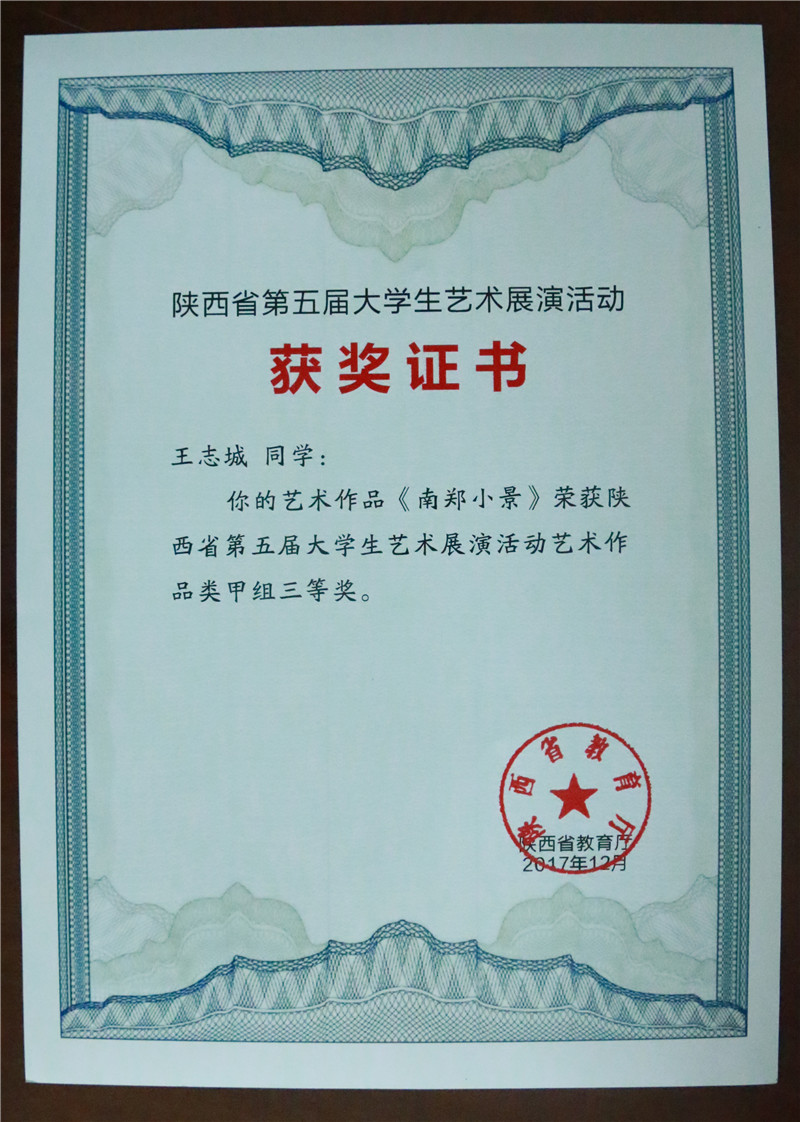 陕西省第五届大学生艺术展演活动
获奖证书
王志城 同学：
你的艺术作品《南郑小景》荣获陕
西省第五届大学生艺术展演活动艺术作
品类甲组三等奖。
陕西省教育厅
陕西省教育厅
2017年12月